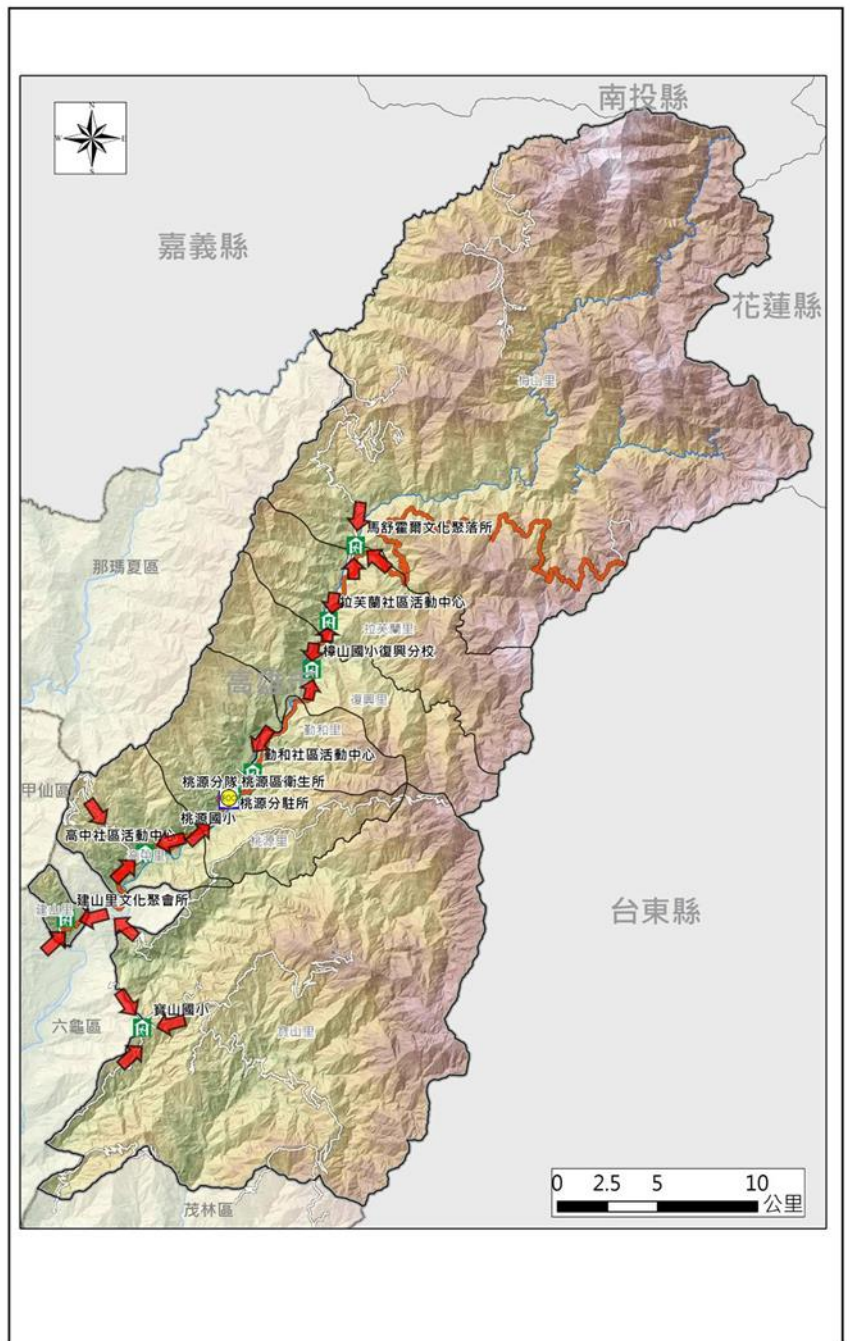 南投縣
N
W
E
S
嘉義縣
花蓮縣
梅山里
馬舒霍爾文化聚落所
那瑪夏區
拉芙蘭社區活動中心
拉芙蘭里
樟山國小復興分校
高雄
復興里
勤和里
勤和社區活動中心
桃源分隊 桃源區衛生所
甲仙區
桃源分駐所
桃源國小
高中社區活動中心
桃源里
高中里
建山里文化聚會所
建山里
台東縣
寶山國小
六龜區
寶山里
0 2.5 5 10
公里
茂林區